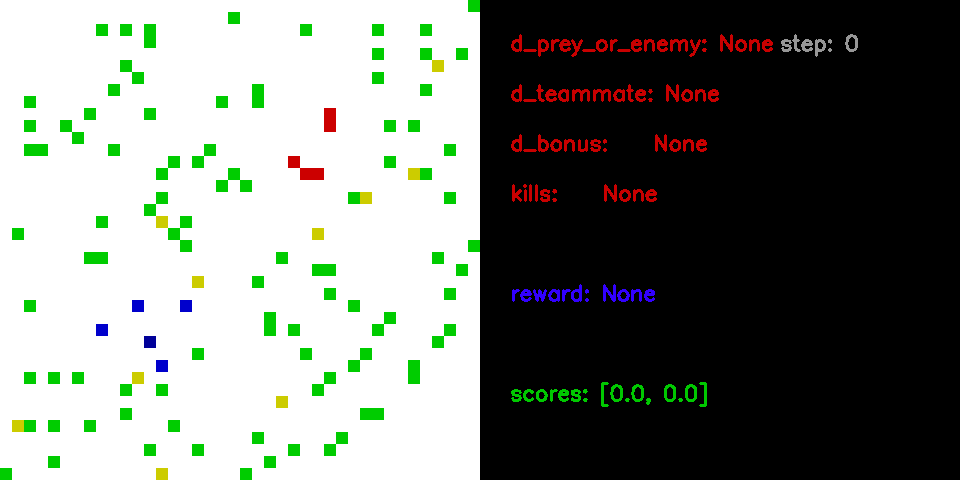 d_prey_or_enemy: None step: 0
d_teammate: None
d_bonus: None
kills: None
reward: None
scores: [0.0, 0.0]